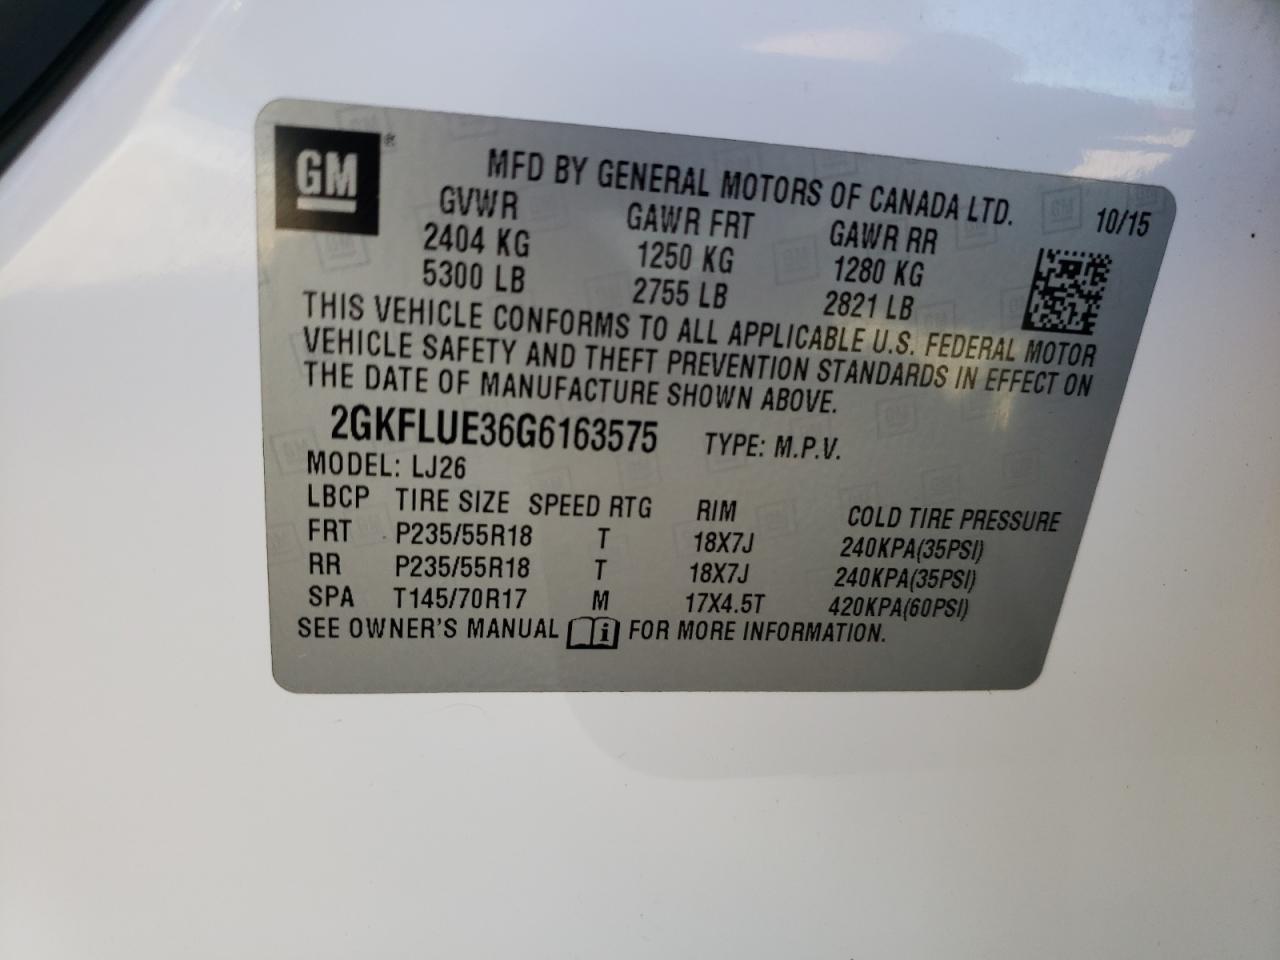 GM®
MFD BY GENERAL MOTORS OF CANADA LTD.
10/15
GVWR GAWR FRT GAWR RR
2404 KG 1250 KG 1280 KG
5300 LB 2755 LB 2821 LB
THIS VEHICLE CONFORMS TO ALL APPLICABLE U.S. FEDERAL MOTOR
VEHICLE SAFETY AND THEFT PREVENTION STANDARDS IN EFFECT ON
THE DATE OF MANUFACTURE SHOWN ABOVE.
2GKFLUE36G6163575 TYPE: M.P.V.
MODEL: LJ26
LBCP TIRE SIZE SPEED RTG RIM COLD TIRE PRESSURE
FRT P235/55R18 T 18X7J 240KPA(35PSI)
RR P235/55R18 T 18X7J 240KPA(35PSI)
SPA T145/70R17 M 17X4.5T 420KPA(60PSI)
SEE OWNER'S MANUAL i FOR MORE INFORMATION.